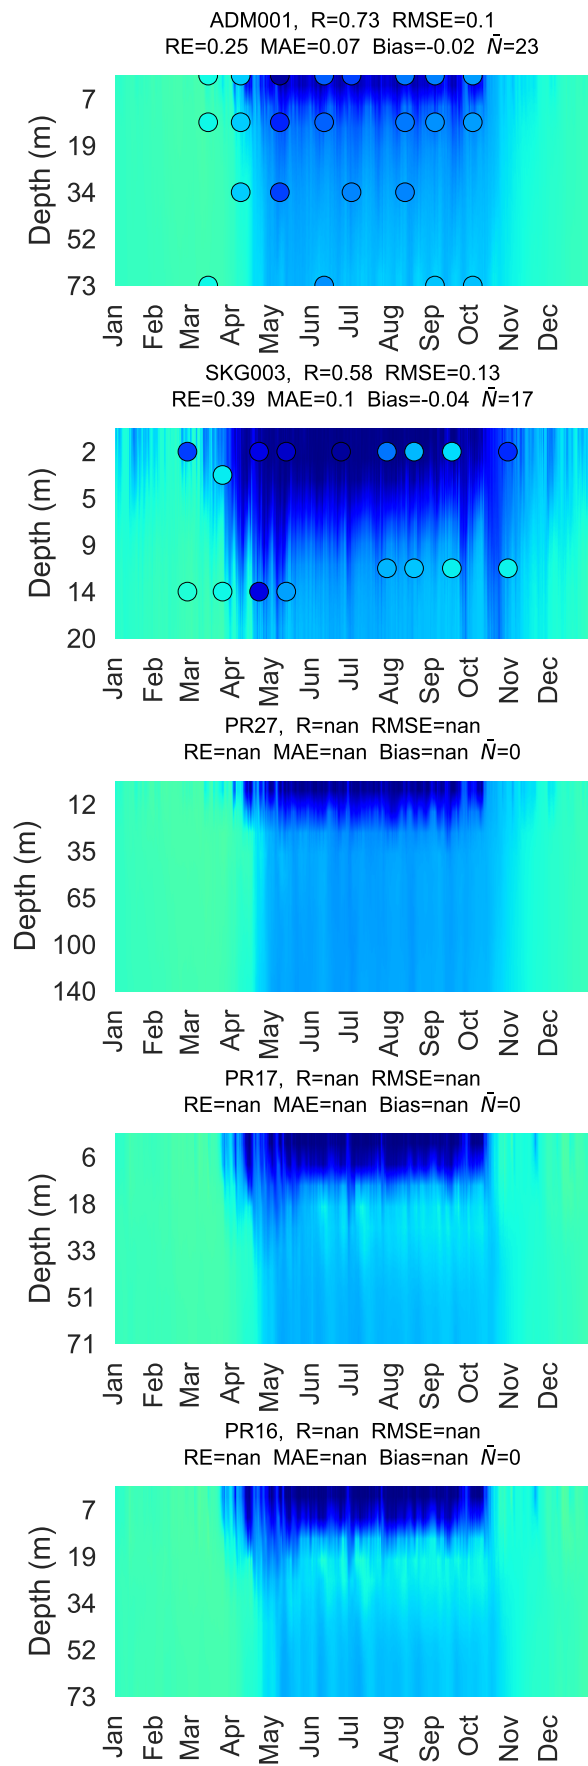 ADM001, R=0.73 RMSE=0.1
RE=0.25 MAE=0.07 Bias=-0.02 N̄=23
Depth (m)
7
19
34
52
73
Jan Feb Mar Apr May Jun Jul Aug Sep Oct Nov Dec
SKG003, R=0.58 RMSE=0.13
RE=0.39 MAE=0.1 Bias=-0.04 N̄=17
Depth (m)
2
5
9
14
20
Jan Feb Mar Apr May Jun Jul Aug Sep Oct Nov Dec
PR27, R=nan RMSE=nan
RE=nan MAE=nan Bias=nan N̄=0
Depth (m)
12
35
65
100
140
Jan Feb Mar Apr May Jun Jul Aug Sep Oct Nov Dec
PR17, R=nan RMSE=nan
RE=nan MAE=nan Bias=nan N̄=0
Depth (m)
6
18
33
51
71
Jan Feb Mar Apr May Jun Jul Aug Sep Oct Nov Dec
PR16, R=nan RMSE=nan
RE=nan MAE=nan Bias=nan N̄=0
Depth (m)
7
19
34
52
73
Jan Feb Mar Apr May Jun Jul Aug Sep Oct Nov Dec